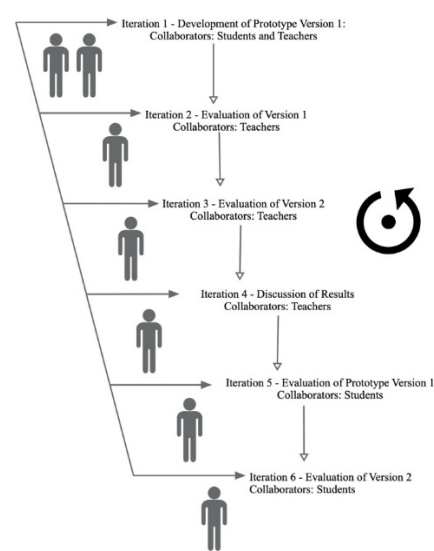 Iteration 1 - Development of Prototype Version 1:
Collaborators: Students and Teachers
Iteration 2 - Evaluation of Version 1
Collaborators: Teachers
Iteration 3 - Evaluation of Version 2
Collaborators: Teachers
Iteration 4 - Discussion of Results
Collaborators: Teachers
Iteration 5 - Evaluation of Prototype Version 1
Collaborators: Students
Iteration 6 - Evaluation of Version 2
Collaborators: Students